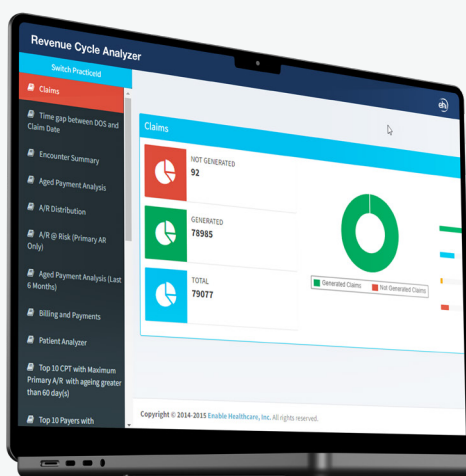 Revenue Cycle Analyzer
eh)
Switch PracticeId
Claims
Time gap between DOS and
Claim Date
Encounter Summary
Aged Payment Analysis
A/R Distribution
A/R @ Risk (Primary AR
Only)
Aged Payment Analysis (Last
6 Months)
Billing and Payments
Patient Analyzer
Top 10 CPT with Maximum
Primary A/R with ageing greater
than 60 day(s)
Top 10 Payers with
Claims
NOT GENERATED
92
GENERATED
78985
TOTAL
79077
Generated Claims Not Generated Claims
Copyright © 2014-2015 Enable Healthcare, Inc. All rights reserved.